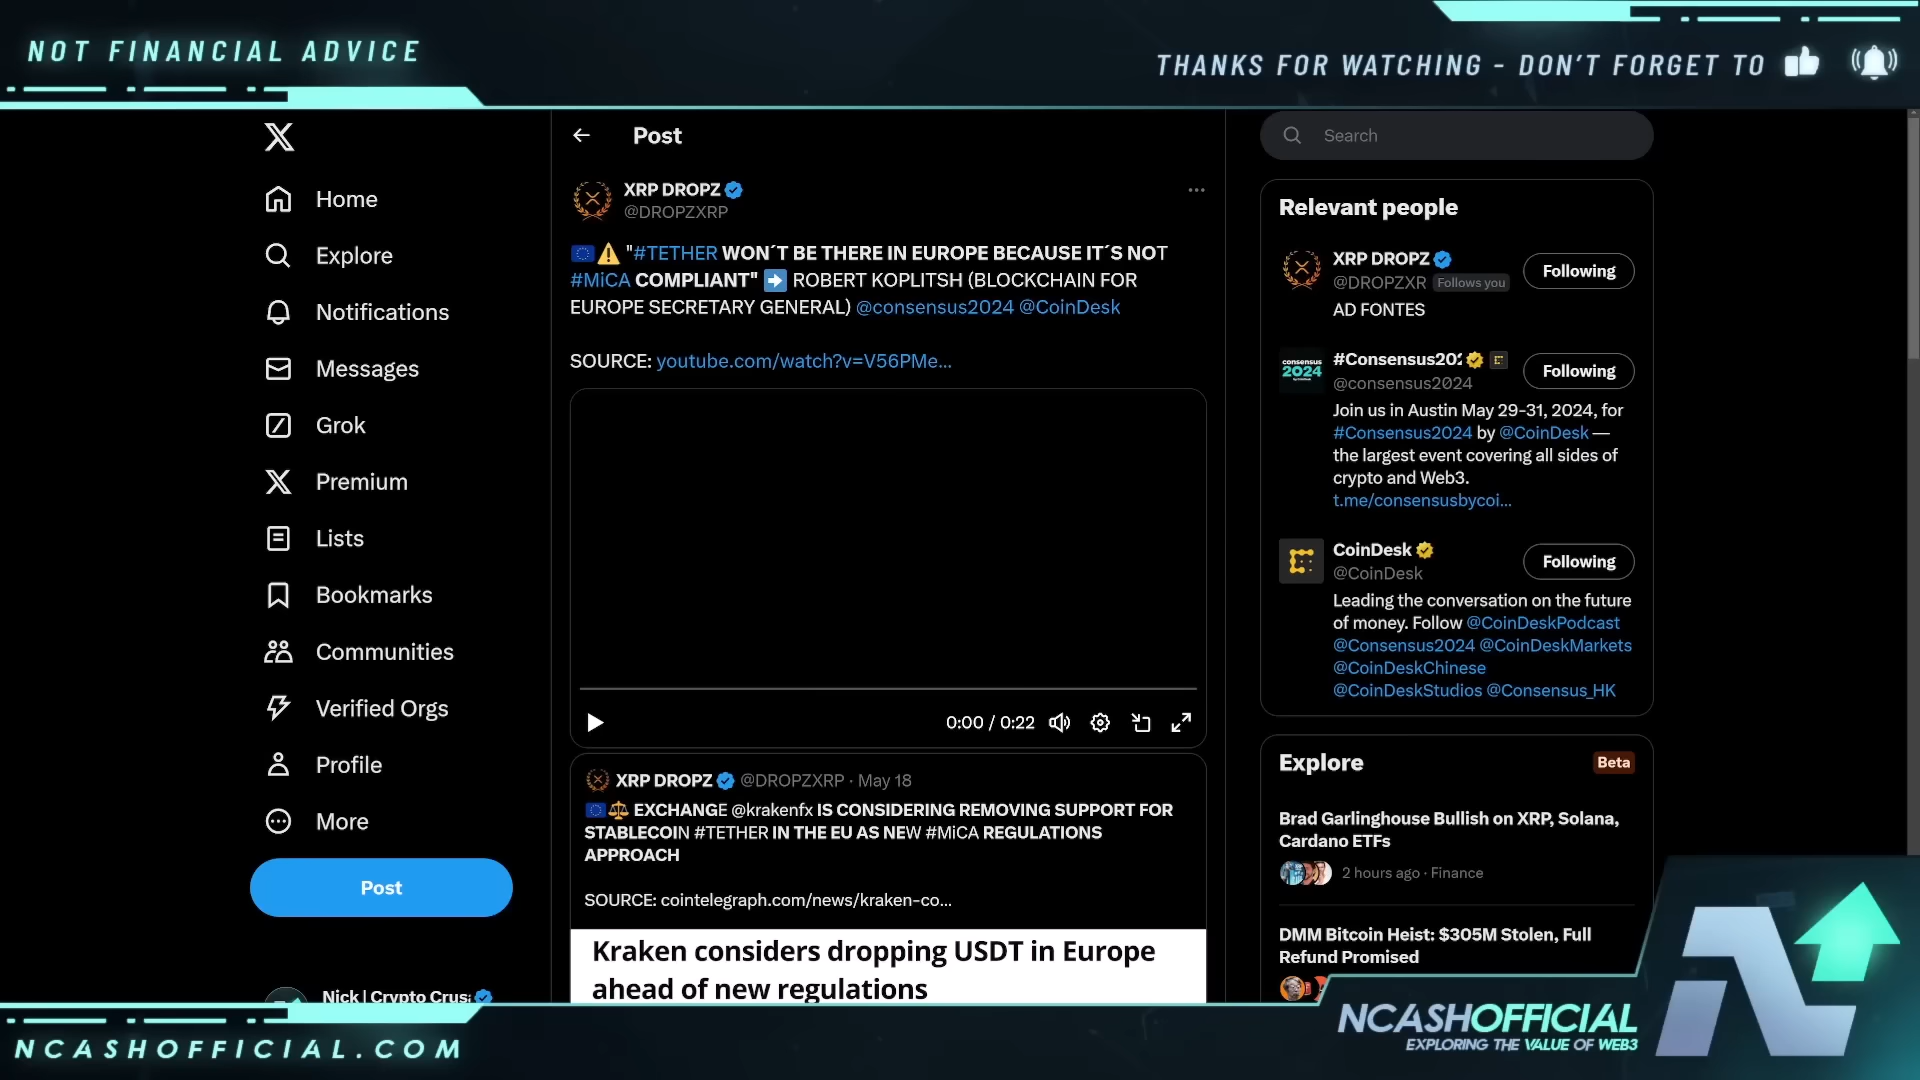 NOT FINANCIAL ADVICE
THANKS FOR WATCHING - DON'T FORGET TO
Home
Explore
Notifications
Messages
Grok
Premium
Lists
Bookmarks
Communities
Verified Orgs
Profile
More
Post
Nick | Crypto Crus
Post
XRP DROPZ
@DROPZXRP
"#TETHER WON´T BE THERE IN EUROPE BECAUSE IT´S NOT
#MiCA COMPLIANT" ➡ ROBERT KOPLITSH (BLOCKCHAIN FOR
EUROPE SECRETARY GENERAL) @consensus2024 @CoinDesk
SOURCE: youtube.com/watch?v=V56PMe...
0:00 / 0:22
XRP DROPZ @DROPZXRP · May 18
EXCHANGE @krakenfx IS CONSIDERING REMOVING SUPPORT FOR
STABLECOIN #TETHER IN THE EU AS NEW #MiCA REGULATIONS
APPROACH
SOURCE: cointelegraph.com/news/kraken-co...
Kraken considers dropping USDT in Europe
ahead of new regulations
Search
Relevant people
XRP DROPZ
@DROPZXR Follows you
Following
AD FONTES
consensus
2024
#Consensus202
@consensus2024
Following
Join us in Austin May 29-31, 2024, for
#Consensus2024 by @CoinDesk —
the largest event covering all sides of
crypto and Web3.
t.me/consensusbycoi...
CoinDesk
@CoinDesk
Following
Leading the conversation on the future
of money. Follow @CoinDeskPodcast
@Consensus2024 @CoinDeskMarkets
@CoinDeskChinese
@CoinDeskStudios @Consensus_HK
Explore
Beta
Brad Garlinghouse Bullish on XRP, Solana,
Cardano ETFs
2 hours ago · Finance
DMM Bitcoin Heist: $305M Stolen, Full
Refund Promised
NCASHOFFICIAL.COM
NCASHOFFICIAL
EXPLORING THE VALUE OF WEB3